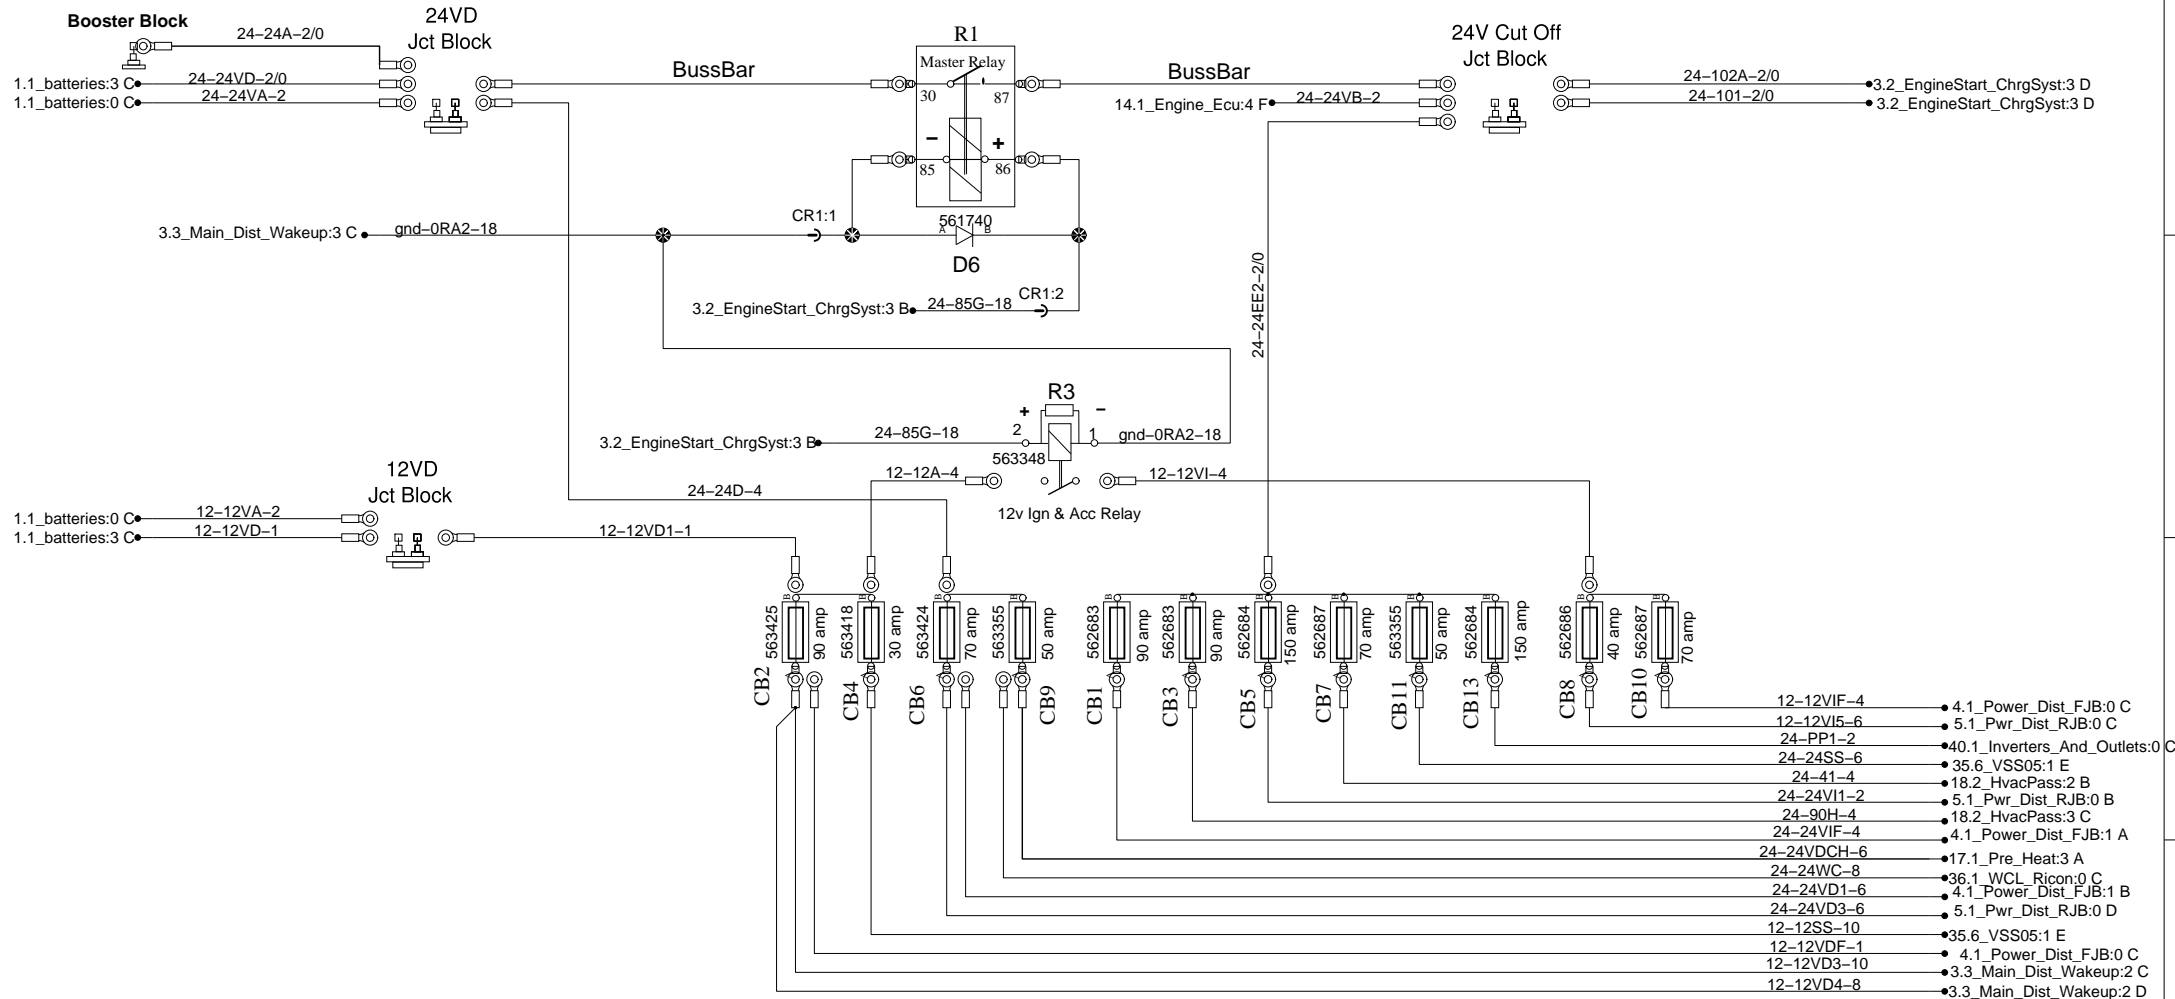 Booster Block
24-24A-2/0
24VD
Jct Block
1.1_batteries:3 C
24-24VD-2/0
1.1_batteries:0 C
24-24VA-2
BussBar
R1
Master Relay
30
87
-
+
85
86
BussBar
24V Cut Off
Jct Block
14.1_Engine_Ecu:4 F
24-24VB-2
24-102A-2/0
3.2_EngineStart_ChrgSyst:3 D
24-101-2/0
3.2_EngineStart_ChrgSyst:3 D
3.3_Main_Dist_Wakeup:3 C
gnd-0RA2-18
CR1:1
561740
A
B
D6
3.2_EngineStart_ChrgSyst:3 B
24-85G-18
CR1:2
24-24EE2-2/0
R3
+
-
3.2_EngineStart_ChrgSyst:3 B
24-85G-18
2
1
gnd-0RA2-18
563348
12-12A-4
12-12VI-4
12v Ign & Acc Relay
24-24D-4
12VD
Jct Block
1.1_batteries:0 C
12-12VA-2
1.1_batteries:3 C
12-12VD-1
12-12VD1-1
B
563425
90 amp
A
CB2
B
563418
30 amp
A
CB4
B
563424
70 amp
A
CB6
B
563355
50 amp
A
CB9
B
562683
90 amp
A
CB1
B
562683
90 amp
A
CB3
B
562684
150 amp
A
CB5
B
562687
70 amp
A
CB7
B
563355
50 amp
A
CB11
B
562684
150 amp
A
CB13
B
562686
40 amp
A
CB8
B
562687
70 amp
A
CB10
12-12VIF-4
4.1_Power_Dist_FJB:0 C
12-12VI5-6
5.1_Pwr_Dist_RJB:0 C
24-PP1-2
40.1_Inverters_And_Outlets:0 C
24-24SS-6
35.6_VSS05:1 E
24-41-4
18.2_HvacPass:2 B
24-24VI1-2
5.1_Pwr_Dist_RJB:0 B
24-90H-4
18.2_HvacPass:3 C
24-24VIF-4
4.1_Power_Dist_FJB:1 A
24-24VDCH-6
17.1_Pre_Heat:3 A
24-24WC-8
36.1_WCL_Ricon:0 C
24-24VD1-6
4.1_Power_Dist_FJB:1 B
24-24VD3-6
5.1_Pwr_Dist_RJB:0 D
12-12SS-10
35.6_VSS05:1 E
12-12VDF-1
4.1_Power_Dist_FJB:0 C
12-12VD3-10
3.3_Main_Dist_Wakeup:2 C
12-12VD4-8
3.3_Main_Dist_Wakeup:2 D